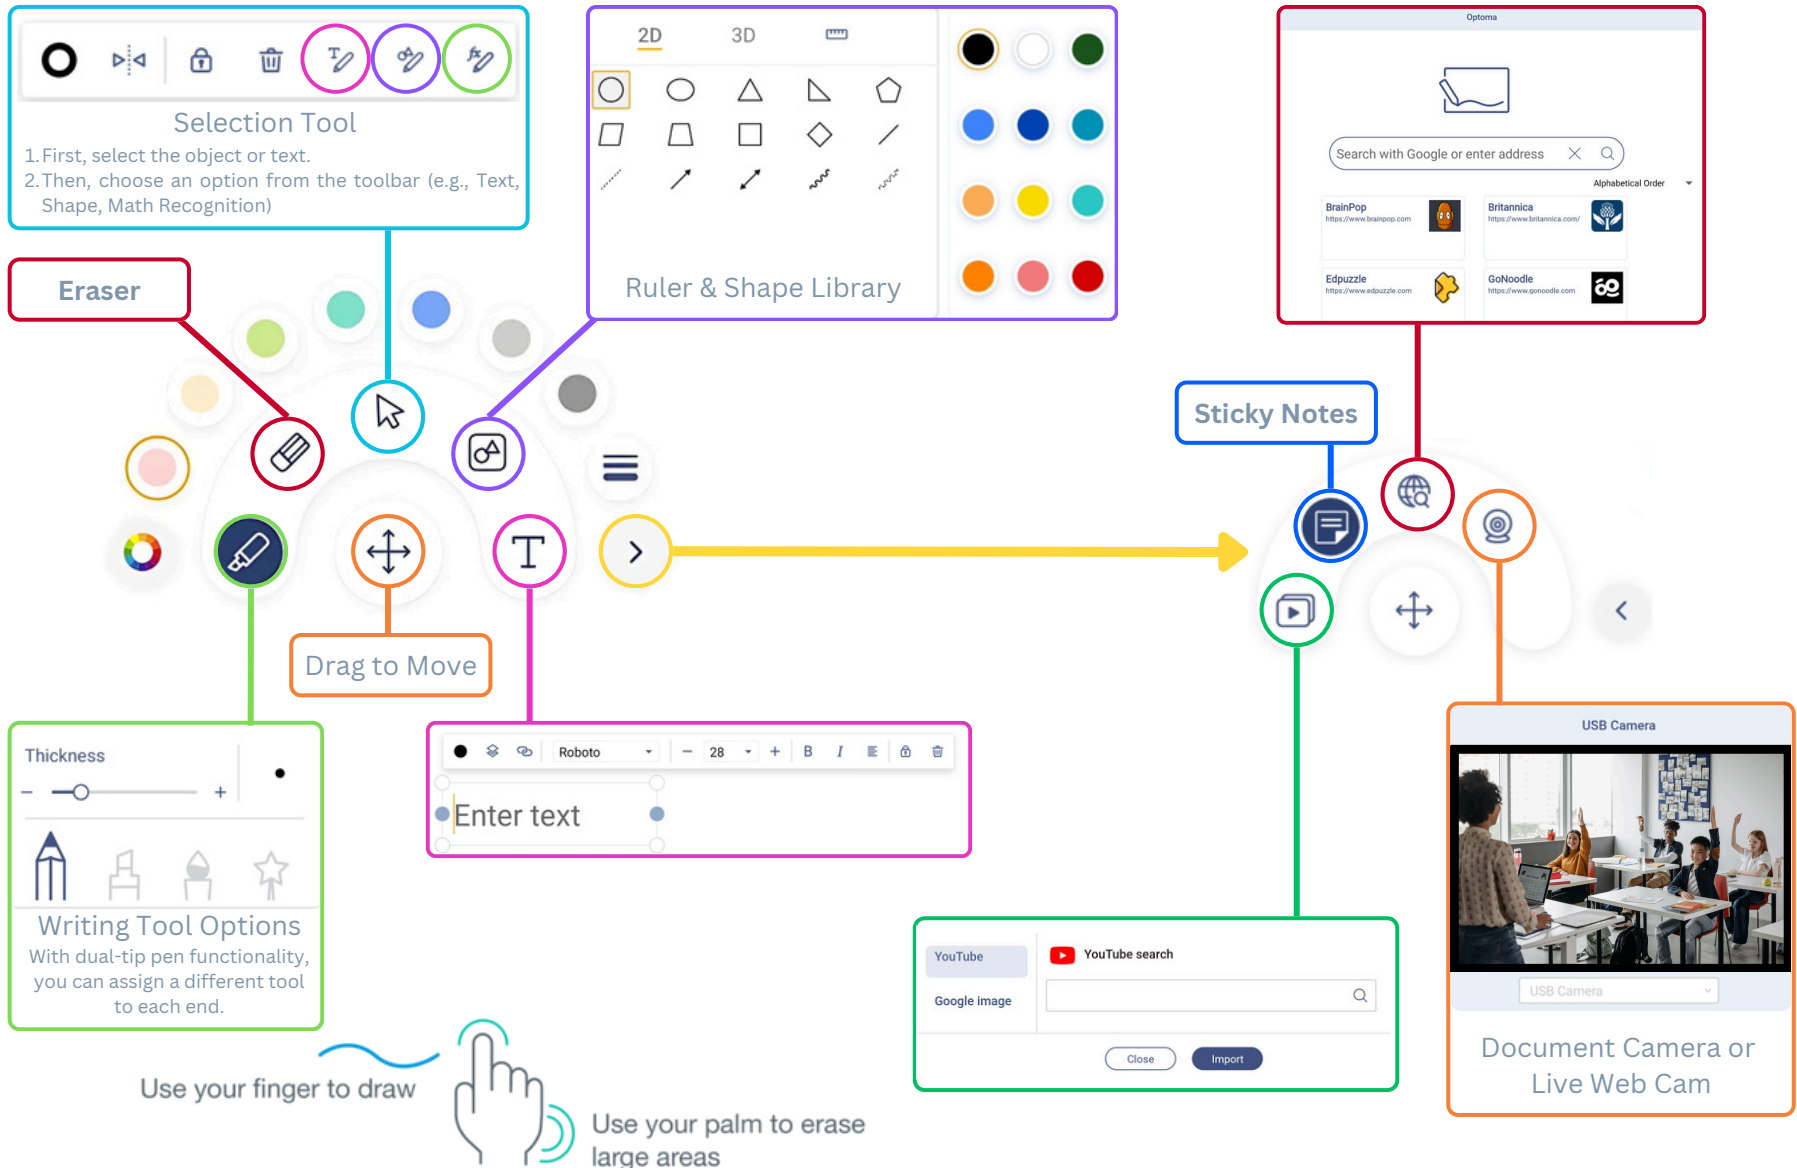 Selection Tool
1. First, select the object or text.
2. Then, choose an option from the toolbar (e.g., Text,
Shape, Math Recognition)
2D
3D
Ruler & Shape Library
Optoma
Search with Google or enter address
Alphabetical Order
BrainPop
https://www.brainpop.com
Britannica
https://www.britannica.com/
Edpuzzle
https://www.edpuzzle.com
GoNoodle
https://www.gonoodle.com
Eraser
Sticky Notes
Drag to Move
Thickness
Writing Tool Options
With dual-tip pen functionality,
you can assign a different tool
to each end.
Roboto
28
B
I
Enter text
YouTube
Google image
YouTube search
Close
Import
USB Camera
USB Camera
Document Camera or
Live Web Cam
Use your finger to draw
Use your palm to erase
large areas